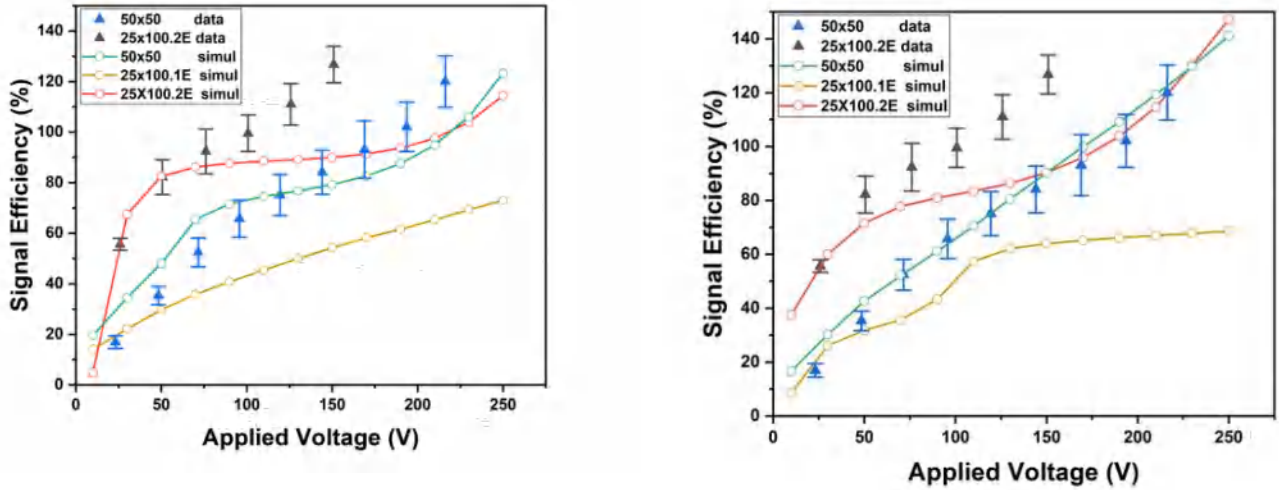 50x50 data
25x100.2E data
50x50 simul
25x100.1E simul
25X100.2E simul
Signal Efficiency (%)
140
120
100
80
60
40
20
0
0 50 100 150 200 250
Applied Voltage (V)
50x50 data
25x100.2E data
50x50 simul
25x100.1E simul
25X100.2E simul
Signal Efficiency (%)
140
120
100
80
60
40
20
0
0 50 100 150 200 250
Applied Voltage (V)